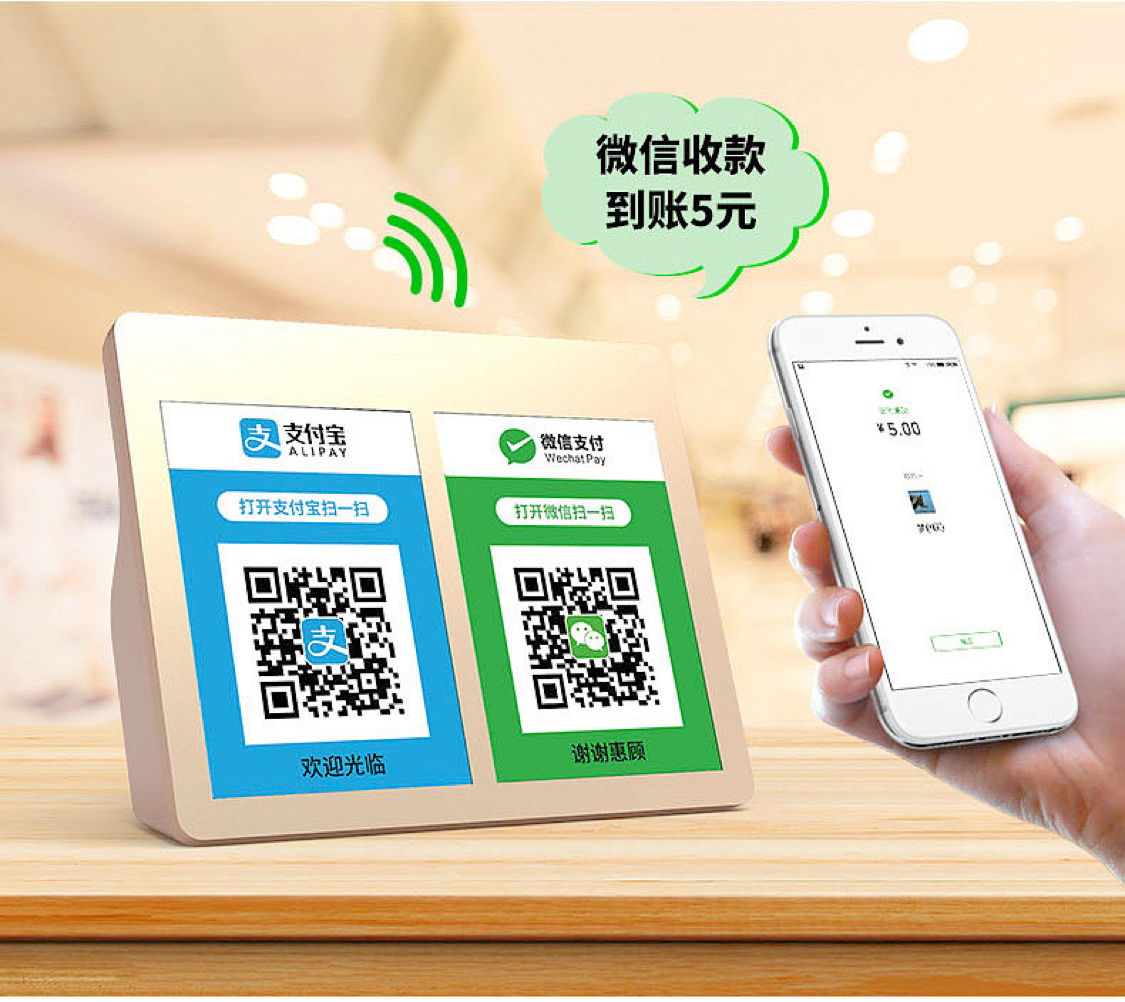 微信收款
到账5元
支付宝
ALIPAY
打开支付宝扫一扫
欢迎光临
微信支付
WechatPay
打开微信扫一扫
谢谢惠顾
¥5.00